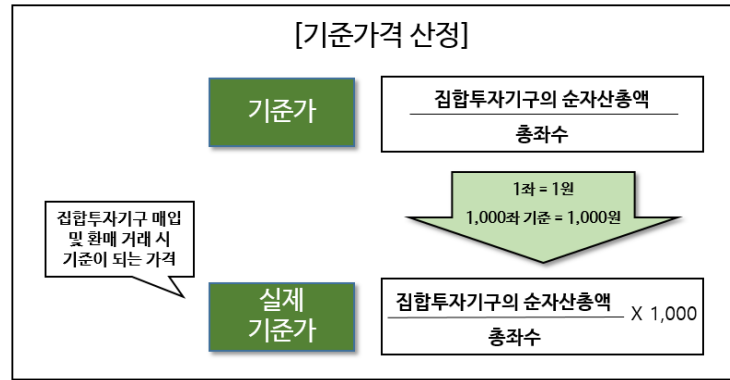 [기준가격 산정]
기준가
집합투자기구의 순자산총액
총좌수
1좌 = 1원
1,000좌 기준 = 1,000원
집합투자기구 매입
및 환매 거래 시
기준이 되는 가격
실제
기준가
집합투자기구의 순자산총액
X 1,000
총좌수